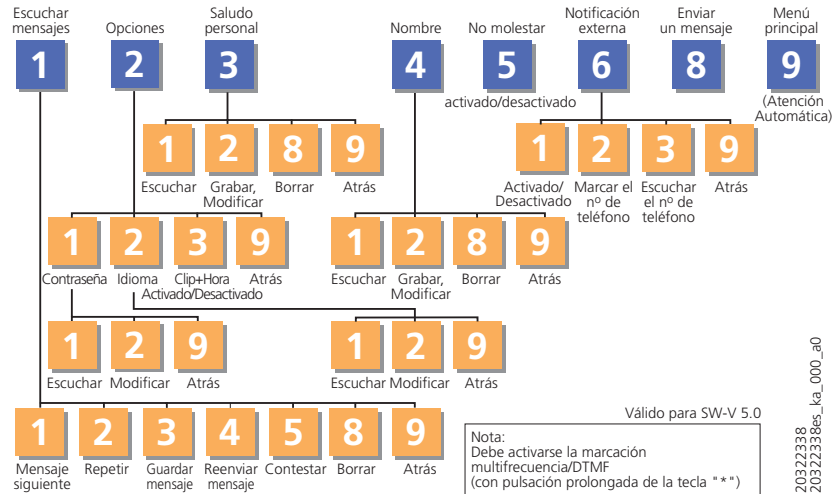 Escuchar mensajes
Opciones
Saludo personal
Nombre
No molestar
Notificación externa
Enviar un mensaje
Menú principal
1 2 3 4 5 6 8 9
activado/desactivado
(Atención Automática)
1 2 8 9
Escuchar
Grabar, Modificar
Borrar
Atrás
1 2 3 9
Activado/ Desactivado
Marcar el nº de teléfono
Escuchar el nº de teléfono
Atrás
1 2 3 9
Contraseña
Idioma
Clip+Hora Activado/Desactivado
Atrás
1 2 8 9
Escuchar
Grabar, Modificar
Borrar
Atrás
1 2 9
Escuchar
Modificar
Atrás
1 2 9
Escuchar
Modificar
Atrás
1 2 3 4 5 8 9
Mensaje siguiente
Repetir
Guardar mensaje
Reenviar mensaje
Contestar
Borrar
Atrás
Válido para SW-V 5.0
Nota:
Debe activarse la marcación
multifrecuencia/DTMF
(con pulsación prolongada de la tecla "*")
20322338
20322338es_ka_000_a0